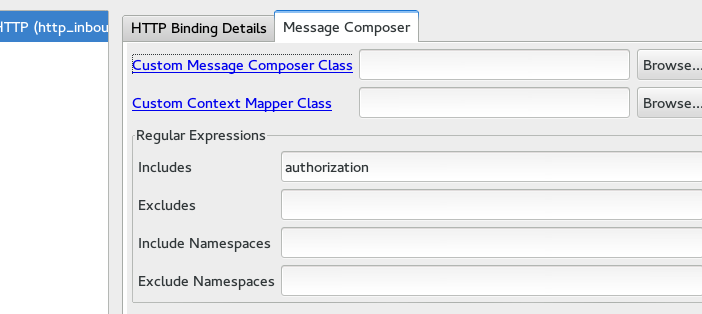 HTTP (http_inbou
HTTP Binding Details
Message Composer
Custom Message Composer Class
Browse...
Custom Context Mapper Class
Browse...
Regular Expressions
Includes
authorization
Excludes
Include Namespaces
Exclude Namespaces